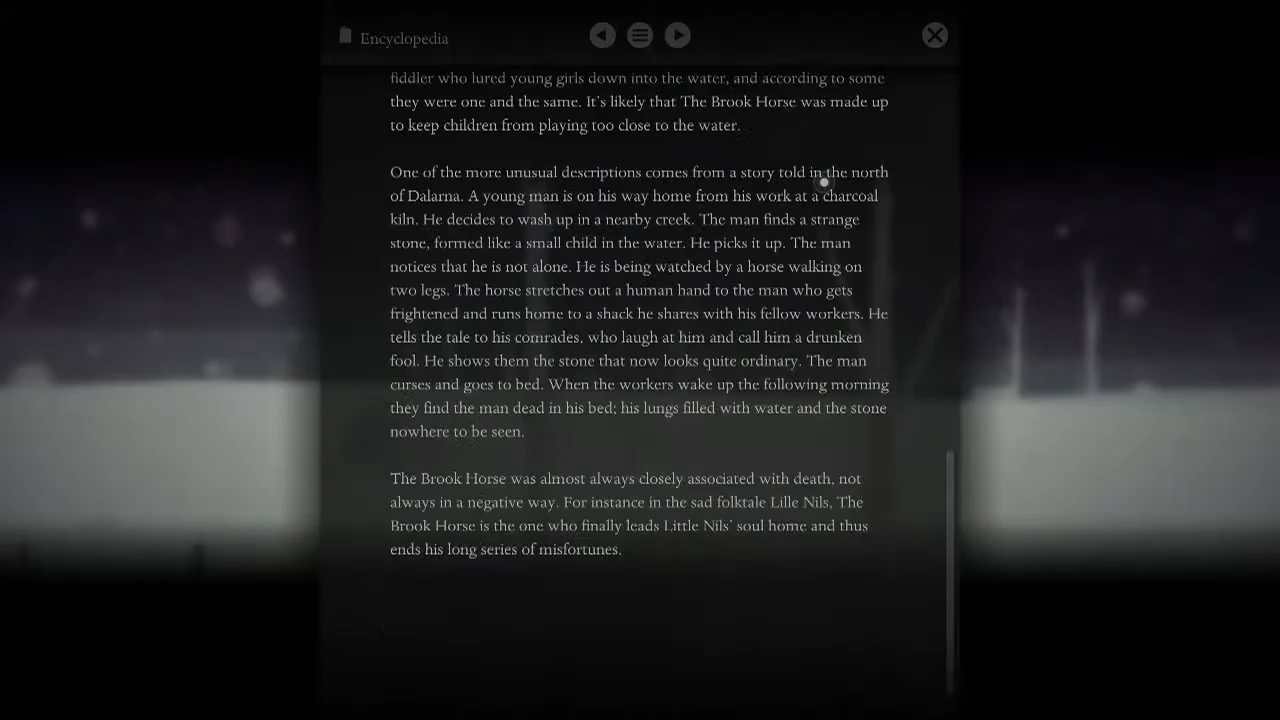 Encyclopedia
fiddler who lured young girls down into the water, and according to some
they were one and the same. It's likely that The Brook Horse was made up
to keep children from playing too close to the water.
One of the more unusual descriptions comes from a story told in the north
of Dalarna. A young man is on his way home from his work at a charcoal
kiln. He decides to wash up in a nearby creek. The man finds a strange
stone, formed like a small child in the water. He picks it up. The man
notices that he is not alone. He is being watched by a horse walking on
two legs. The horse stretches out a human hand to the man who gets
frightened and runs home to a shack he shares with his fellow workers. He
tells the tale to his comrades, who laugh at him and call him a drunken
fool. He shows them the stone that now looks quite ordinary. The man
curses and goes to bed. When the workers wake up the following morning
they find the man dead in his bed; his lungs filled with water and the stone
nowhere to be seen.
The Brook Horse was almost always closely associated with death, not
always in a negative way. For instance in the sad folktale Lille Nils, The
Brook Horse is the one who finally leads Little Nils' soul home and thus
ends his long series of misfortunes.